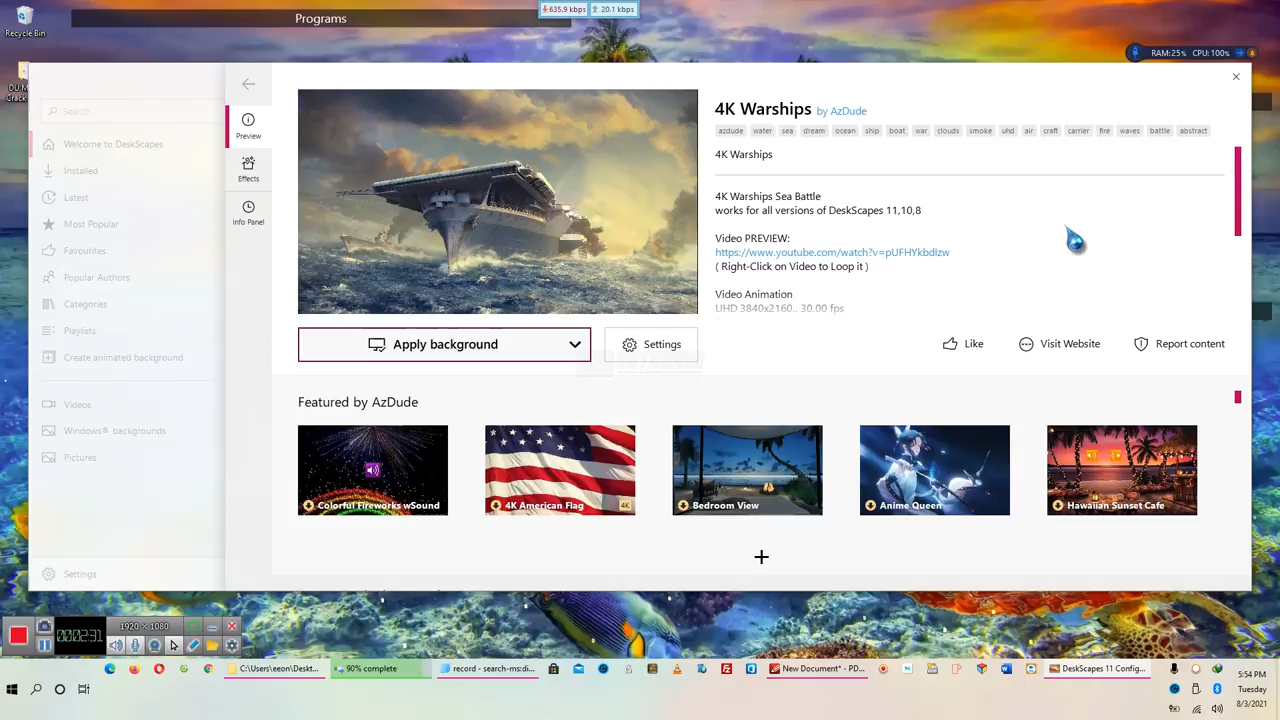 Programs
635.9 kbps
20.1 kbps
Recycle Bin
RAM:25% CPU:100%
DU M
Crack
Search
Welcome to DeskScapes
Installed
Latest
Most Popular
Favourites
Popular Authors
Categories
Playlists
Create animated background
Videos
Windows® backgrounds
Pictures
Settings
Preview
Effects
Info Panel
4K Warships by AzDude
azdude water sea dream ocean ship boat war clouds smoke uhd air craft carrier fire waves battle abstract
4K Warships
4K Warships Sea Battle
works for all versions of DeskScapes 11,10,8
Video PREVIEW:
https://www.youtube.com/watch?v=pUFHYkbdIzw
( Right-Click on Video to Loop it )
Video Animation
UHD 3840x2160.. 30.00 fps
Apply background
Settings
Like
Visit Website
Report content
Featured by AzDude
Colorful Fireworks wSound
4K American Flag
4K
Bedroom View
Anime Queen
Hawaiian Sunset Cafe
1920 × 1080
00:02:31
C:\Users\eeon\Deskt...
90% complete
record - search-ms:di...
New Document* - PD...
DeskScapes 11 Config...
5:54 PM
Tuesday
8/3/2021